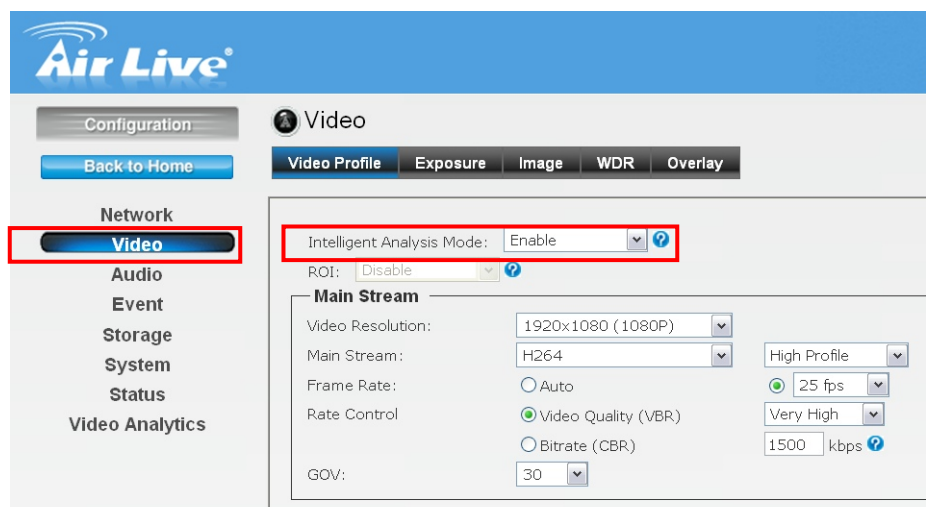 Air Live®
Configuration
Back to Home
Network
Video
Audio
Event
Storage
System
Status
Video Analytics
Video
Video Profile Exposure Image WDR Overlay
Intelligent Analysis Mode: Enable
ROI: Disable
Main Stream
Video Resolution: 1920x1080 (1080P)
Main Stream: H264 High Profile
Frame Rate: Auto 25 fps
Rate Control Video Quality (VBR) Very High
Bitrate (CBR) 1500 kbps
GOV: 30